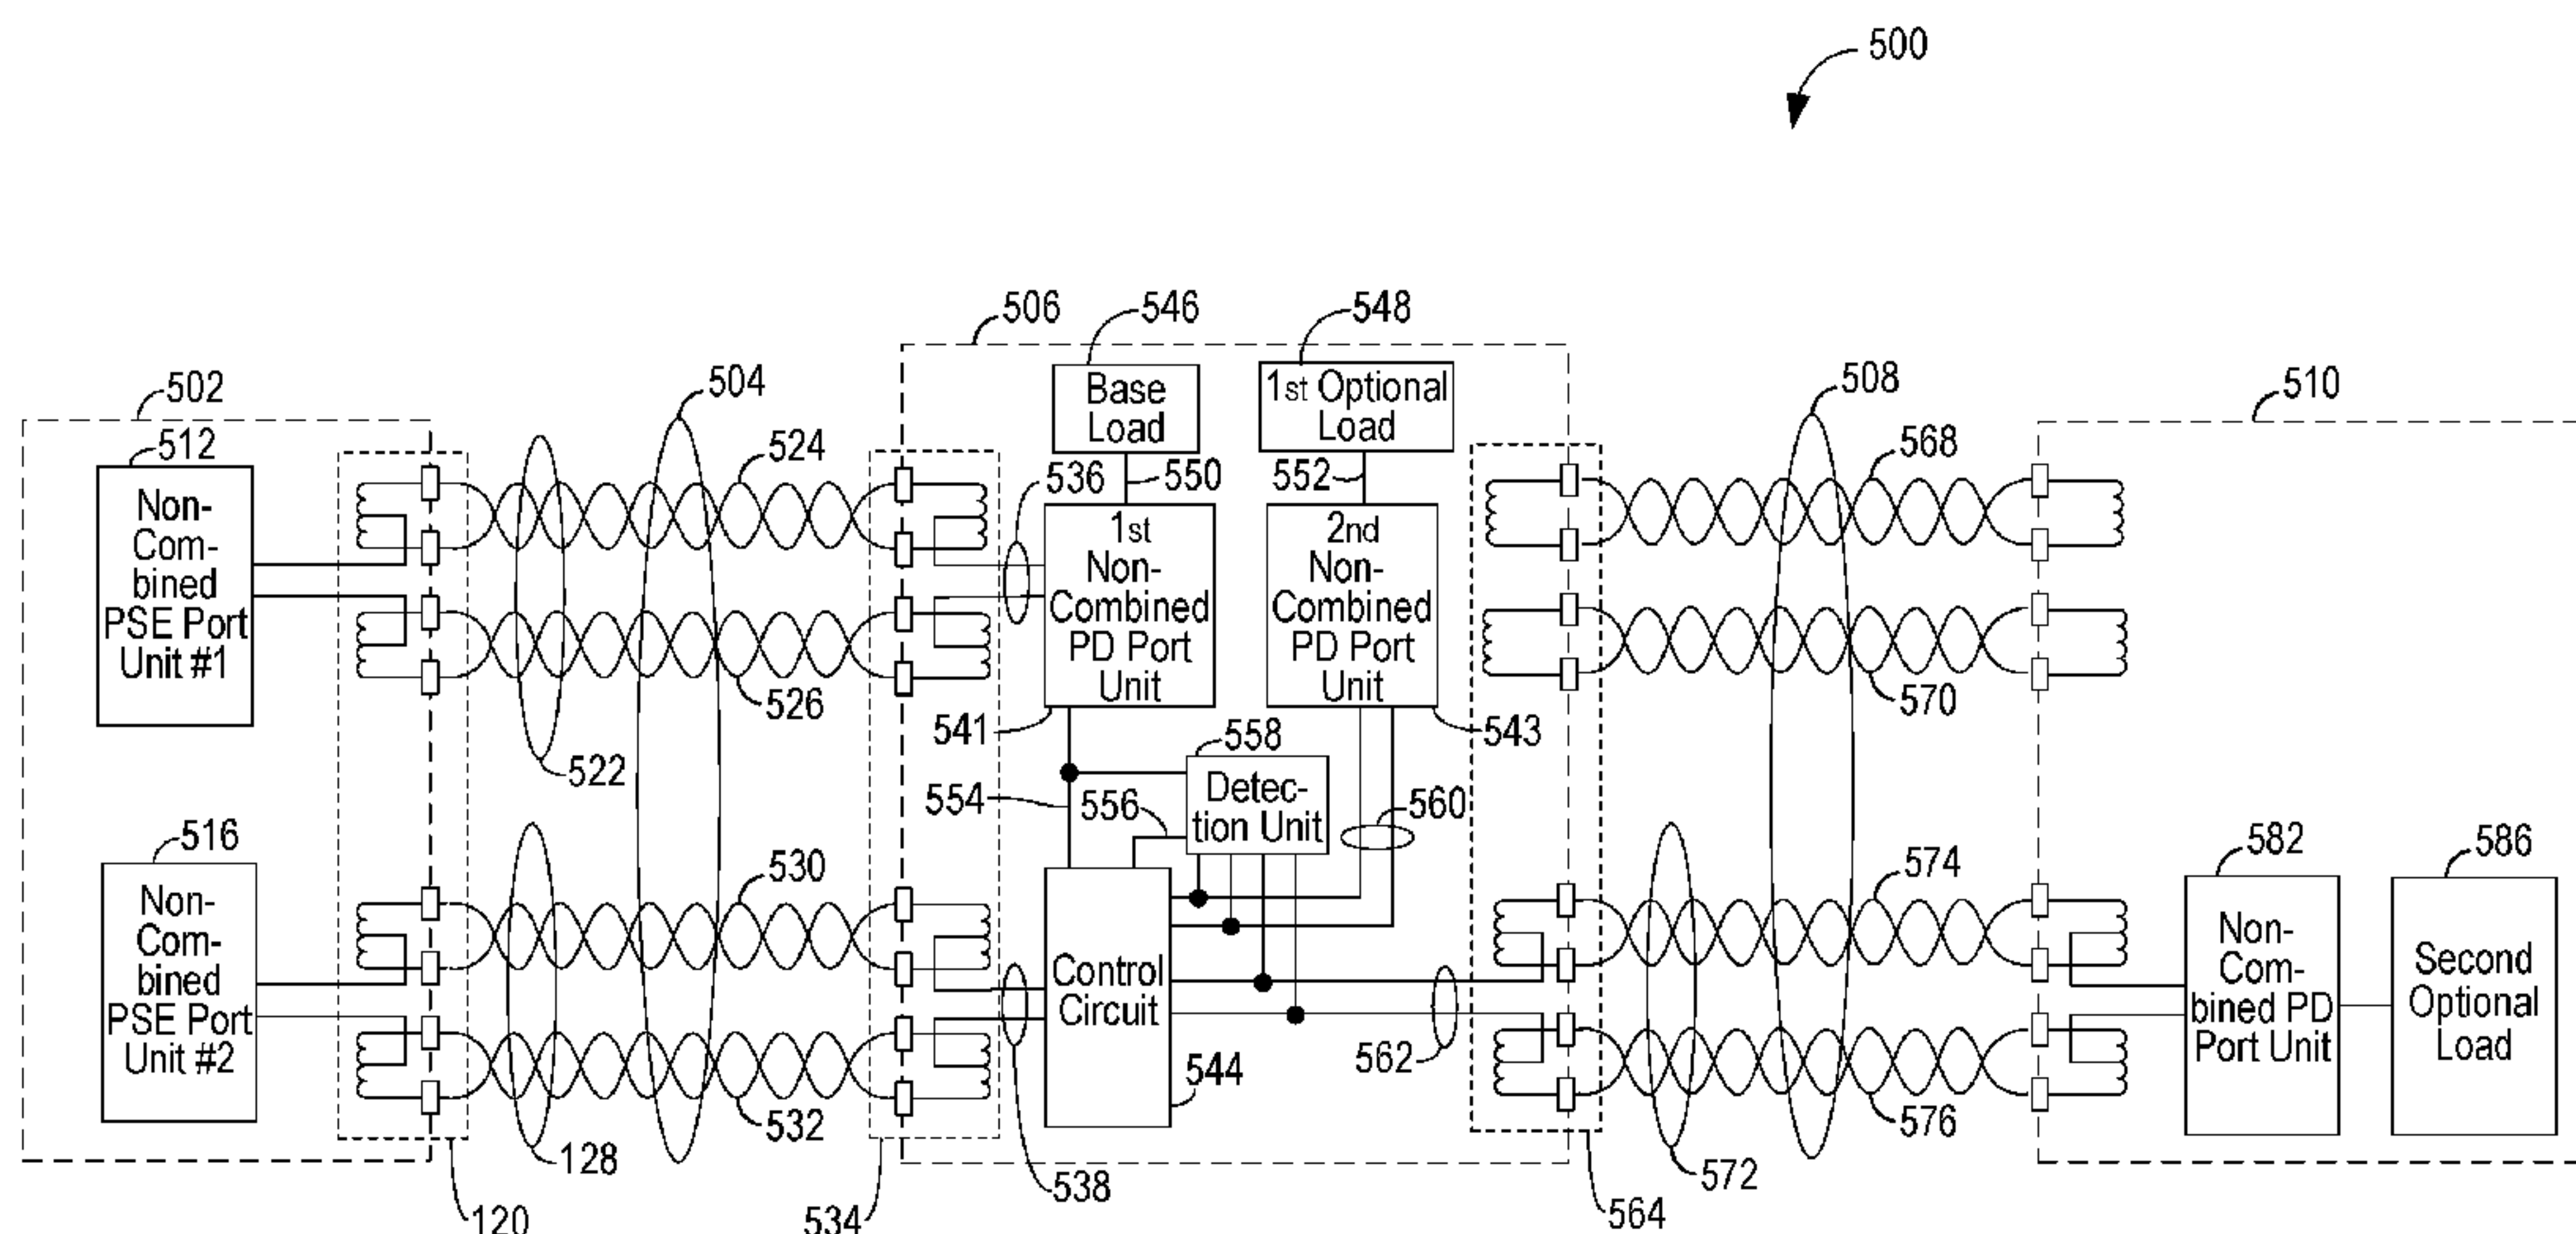 500
506
546
548
502
504
508
510
512
Non-
Com-
bined
PSE Port
Unit #1
524
526
522
Base
Load
1st Optional
Load
536
550
552
1st
Non-
Combined
PD Port
Unit
2nd
Non-
Combined
PD Port
Unit
541
543
568
570
558
554
556
Detec-
tion Unit
560
516
Non-
Com-
bined
PSE Port
Unit #2
530
532
128
120
534
538
Control
Circuit
544
562
564
572
574
576
582
Non-
Com-
bined PD
Port Unit
586
Second
Optional
Load